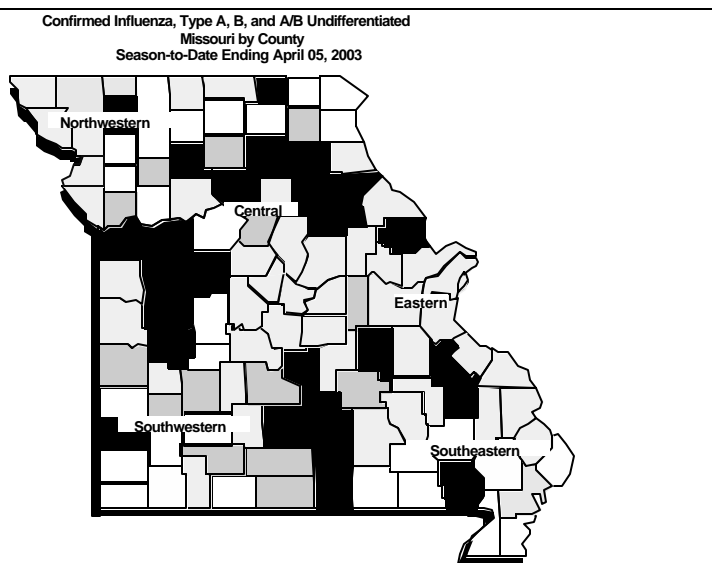 Confirmed Influenza, Type A, B, and A/B Undifferentiated
Missouri by County
Season-to-Date Ending April 05, 2003
Northwestern
Central
Eastern
Southwestern
Southeastern